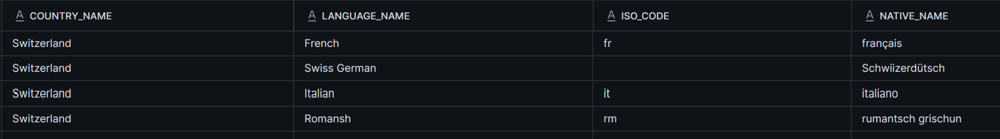 COUNTRY_NAME LANGUAGE_NAME ISO_CODE NATIVE_NAME
Switzerland French fr français
Switzerland Swiss German Schwiizerdütsch
Switzerland Italian it italiano
Switzerland Romansh rm rumantsch grischun